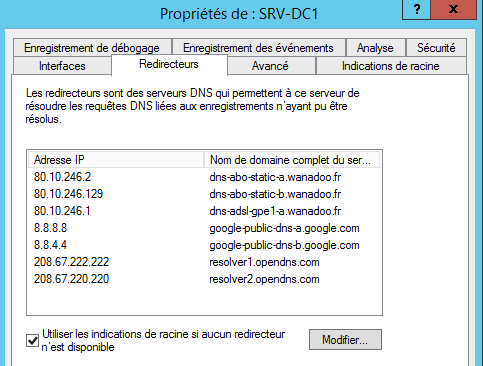 Propriétés de : SRV-DC1
?
x
Enregistrement de débogage
Enregistrement des événements
Analyse
Sécurité
Interfaces
Redirecteurs
Avancé
Indications de racine
Les redirecteurs sont des serveurs DNS qui permettent à ce serveur de
résoudre les requêtes DNS liées aux enregistrements n'ayant pu être
résolus.
Adresse IP Nom de domaine complet du ser...
80.10.246.2 dns-abo-static-a.wanadoo.fr
80.10.246.129 dns-abo-static-b.wanadoo.fr
80.10.246.1 dns-adsl-gpe1-a.wanadoo.fr
8.8.8.8 google-public-dns-a.google.com
8.8.4.4 google-public-dns-b.google.com
208.67.222.222 resolver1.opendns.com
208.67.220.220 resolver2.opendns.com
Utiliser les indications de racine si aucun redirecteur
n'est disponible
Modifier...